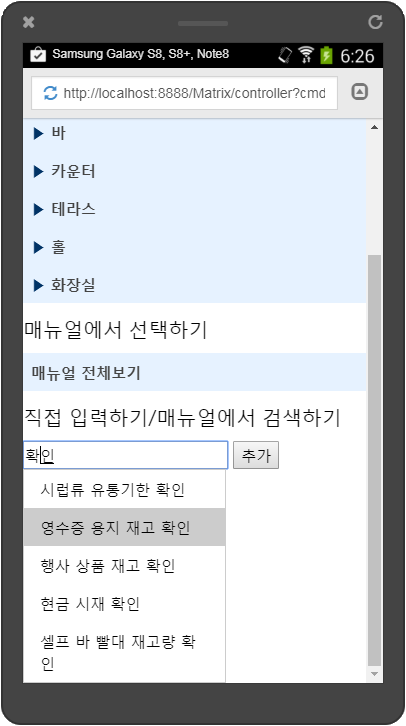 Samsung Galaxy S8, S8+, Note8
6:26
http://localhost:8888/Matrix/controller?cmd
▶ 바
▶ 카운터
▶ 테라스
▶ 홀
▶ 화장실
매뉴얼에서 선택하기
매뉴얼 전체보기
직접 입력하기/매뉴얼에서 검색하기
확인 추가
시럽류 유통기한 확인
영수증 용지 재고 확인
행사 상품 재고 확인
현금 시재 확인
셀프 바 빨대 재고량 확
인